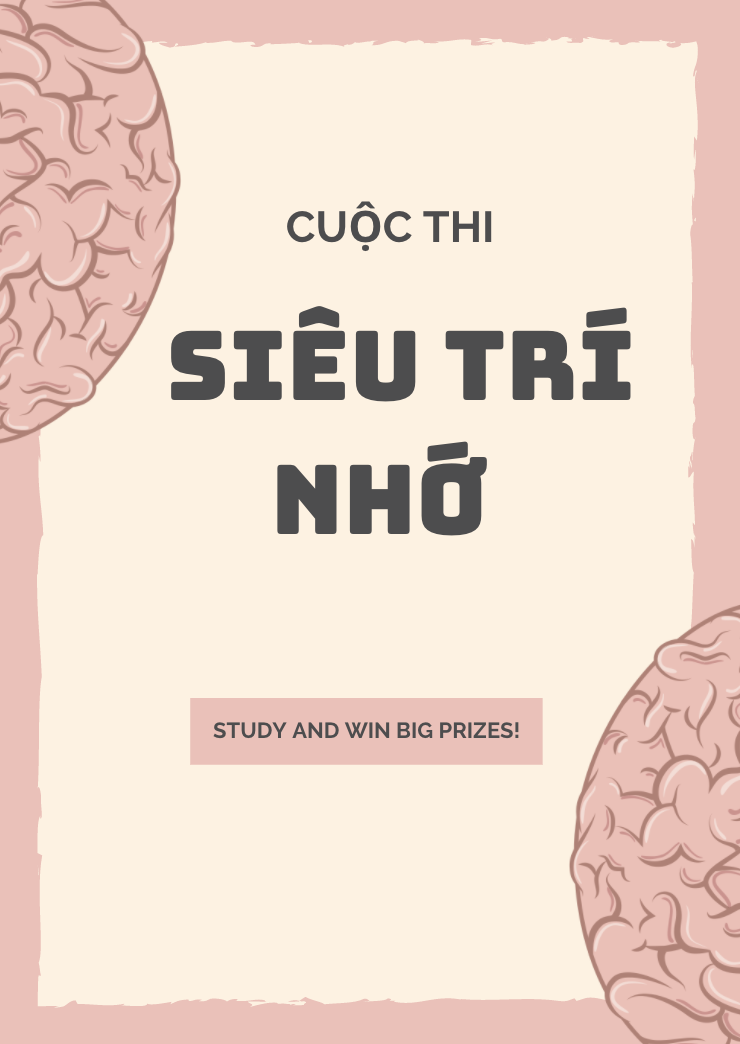 CUỘC THI
SIÊU TRÍ
NHỚ
STUDY AND WIN BIG PRIZES!